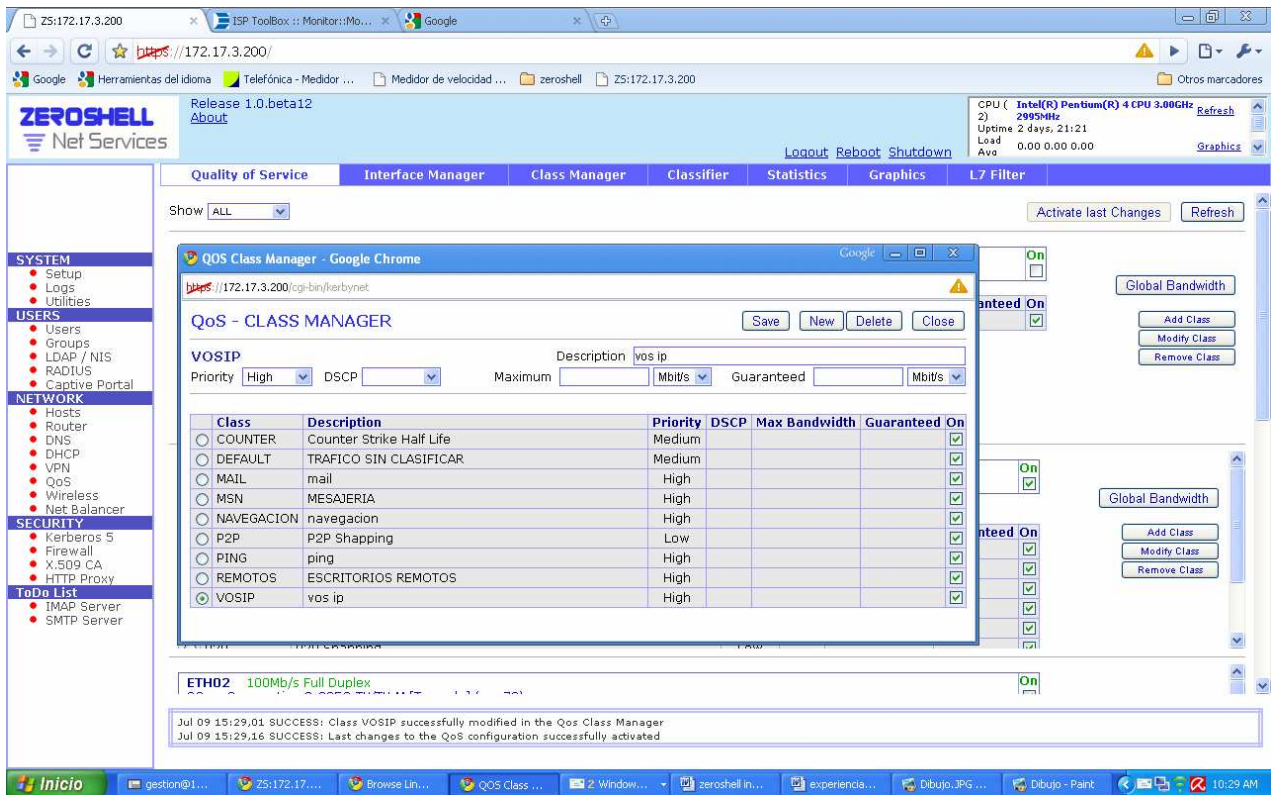 ZS:172.17.3.200
ISP ToolBox :: Monitor::Mo...
Google
https://172.17.3.200/
Google
Herramientas del idioma
Telefónica - Medidor ...
Medidor de velocidad ...
zeroshell
ZS:172.17.3.200
Otros marcadores
ZEROSHELL
Net Services
Release 1.0.beta12
About
Logout Reboot Shutdown
CPU ( Intel(R) Pentium(R) 4 CPU 3.00GHz
2) 2995MHz
Refresh
Uptime 2 days, 21:21
Load 0.00 0.00 0.00
Avg
Graphics
Quality of Service Interface Manager Class Manager Classifier Statistics Graphics L7 Filter
Show ALL
Activate last Changes Refresh
SYSTEM
Setup
Logs
Utilities
USERS
Users
Groups
LDAP / NIS
RADIUS
Captive Portal
NETWORK
Hosts
Router
DNS
DHCP
VPN
QoS
Wireless
Net Balancer
SECURITY
Kerberos 5
Firewall
X.509 CA
HTTP Proxy
ToDo List
IMAP Server
SMTP Server
QOS Class Manager - Google Chrome
Google
https://172.17.3.200/cgi-bin/kerbynet
QoS - CLASS MANAGER
Save New Delete Close
VOSIP
Description vos ip
Priority High DSCP Maximum Mbit/s Guaranteed Mbit/s
Class Description Priority DSCP Max Bandwidth Guaranteed On
COUNTER Counter Strike Half Life Medium
DEFAULT TRAFICO SIN CLASIFICAR Medium
MAIL mail High
MSN MESAJERIA High
NAVEGACION navegacion High
P2P P2P Shapping Low
PING ping High
REMOTOS ESCRITORIOS REMOTOS High
VOSIP vos ip High
On
Global Bandwidth
anteed On
Add Class
Modify Class
Remove Class
On
Global Bandwidth
nteed On
Add Class
Modify Class
Remove Class
ETH02 100Mb/s Full Duplex
On
Jul 09 15:29,01 SUCCESS: Class VOSIP successfully modified in the Qos Class Manager
Jul 09 15:29,16 SUCCESS: Last changes to the QoS configuration successfully activated
Inicio
gestion@1...
ZS:172.17....
Browse Lin...
QOS Class ...
2 Window...
zeroshell in...
experiencia...
Dibujo.JPG ...
Dibujo - Paint
10:29 AM